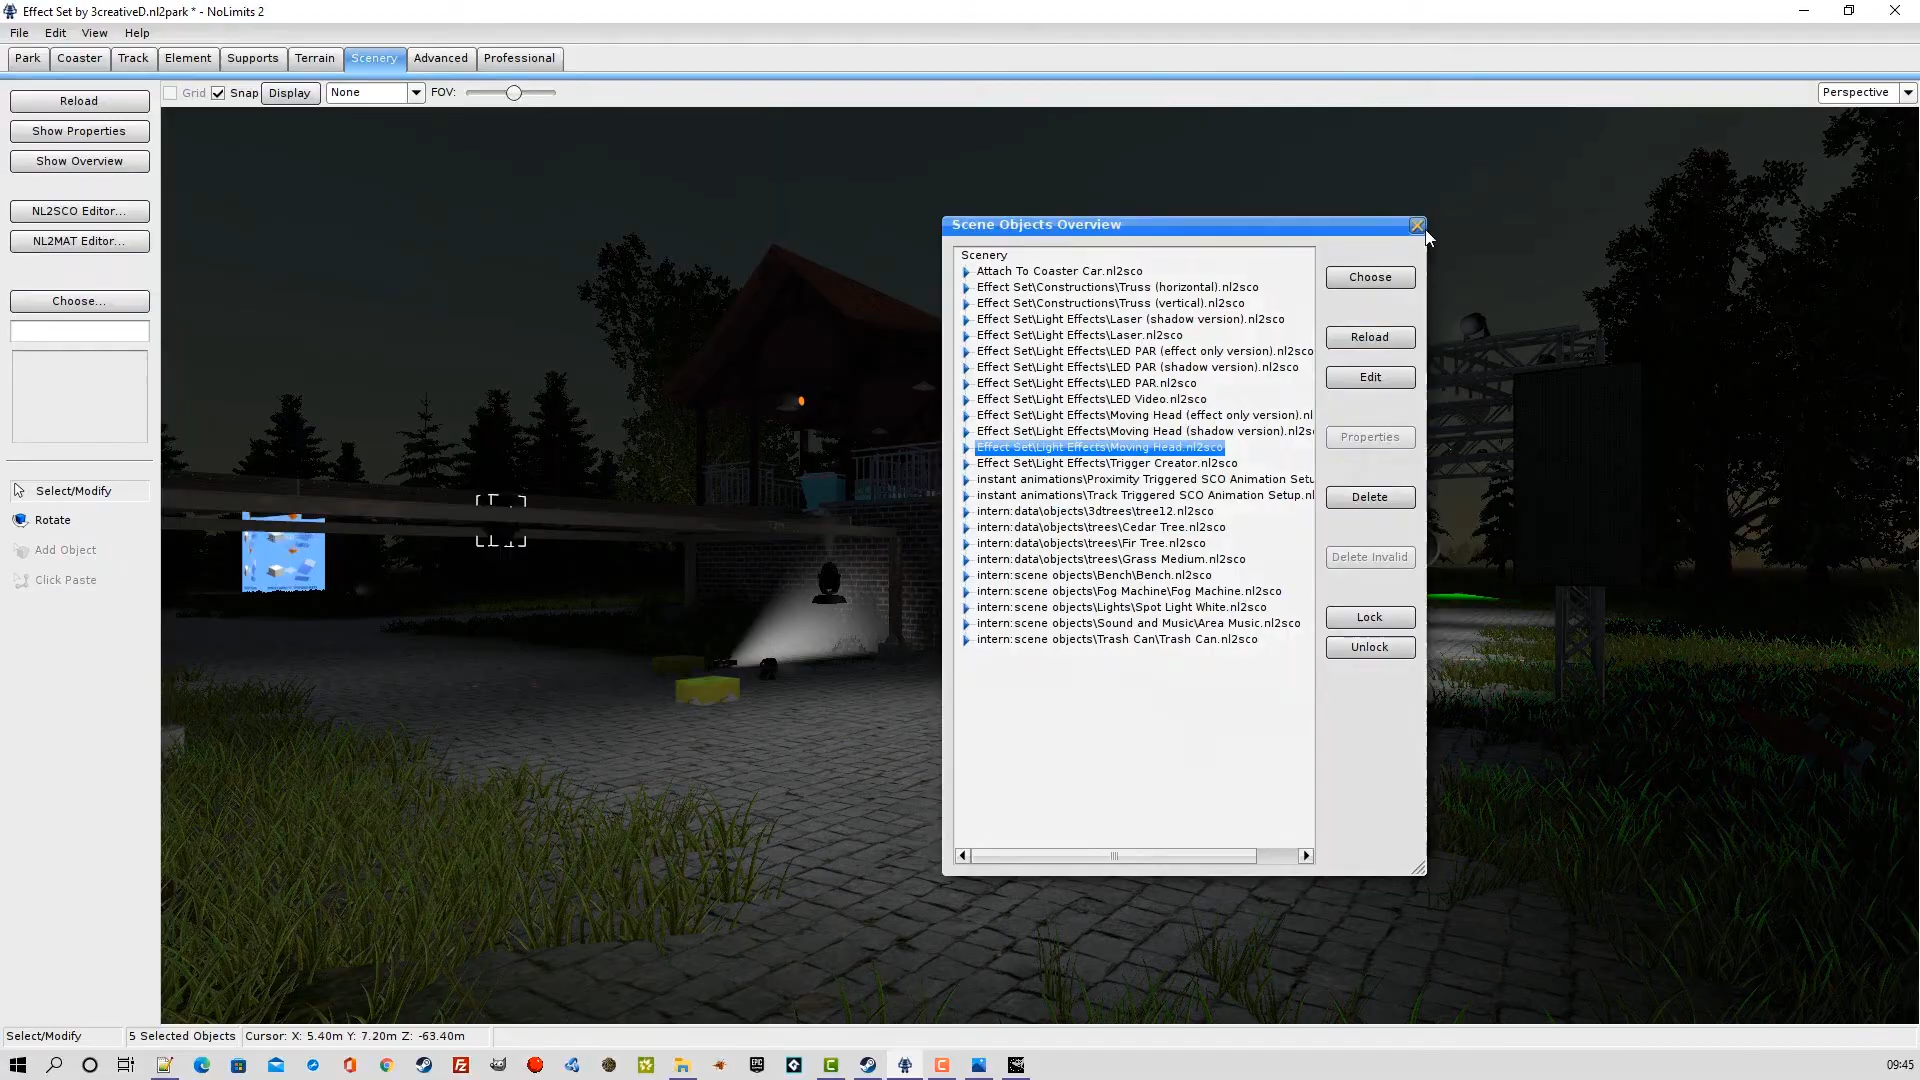 Effect Set by 3creativeD.nl2park * - NoLimits 2
File Edit View Help
Park Coaster Track Element Supports Terrain Scenery Advanced Professional
Reload
Grid Snap Display None FOV: Perspective
Show Properties
Show Overview
NL2SCO Editor...
NL2MAT Editor...
Choose...
Select/Modify
Rotate
Add Object
Click Paste
Scene Objects Overview
Scenery
Attach To Coaster Car.nl2sco
Effect Set\Constructions\Truss (horizontal).nl2sco
Effect Set\Constructions\Truss (vertical).nl2sco
Effect Set\Light Effects\Laser (shadow version).nl2sco
Effect Set\Light Effects\Laser.nl2sco
Effect Set\Light Effects\LED PAR (effect only version).nl2sco
Effect Set\Light Effects\LED PAR (shadow version).nl2sco
Effect Set\Light Effects\LED PAR.nl2sco
Effect Set\Light Effects\LED Video.nl2sco
Effect Set\Light Effects\Moving Head (effect only version).nl
Effect Set\Light Effects\Moving Head (shadow version).nl2s
Effect Set\Light Effects\Moving Head.nl2sco
Effect Set\Light Effects\Trigger Creator.nl2sco
instant animations\Proximity Triggered SCO Animation Setu
instant animations\Track Triggered SCO Animation Setup.nl
intern:data\objects\3dtrees\tree12.nl2sco
intern:data\objects\trees\Cedar Tree.nl2sco
intern:data\objects\trees\Fir Tree.nl2sco
intern:data\objects\trees\Grass Medium.nl2sco
intern:scene objects\Bench\Bench.nl2sco
intern:scene objects\Fog Machine\Fog Machine.nl2sco
intern:scene objects\Lights\Spot Light White.nl2sco
intern:scene objects\Sound and Music\Area Music.nl2sco
intern:scene objects\Trash Can\Trash Can.nl2sco
Choose
Reload
Edit
Properties
Delete
Delete Invalid
Lock
Unlock
Select/Modify 5 Selected Objects Cursor: X: 5.40m Y: 7.20m Z: -63.40m
09:45